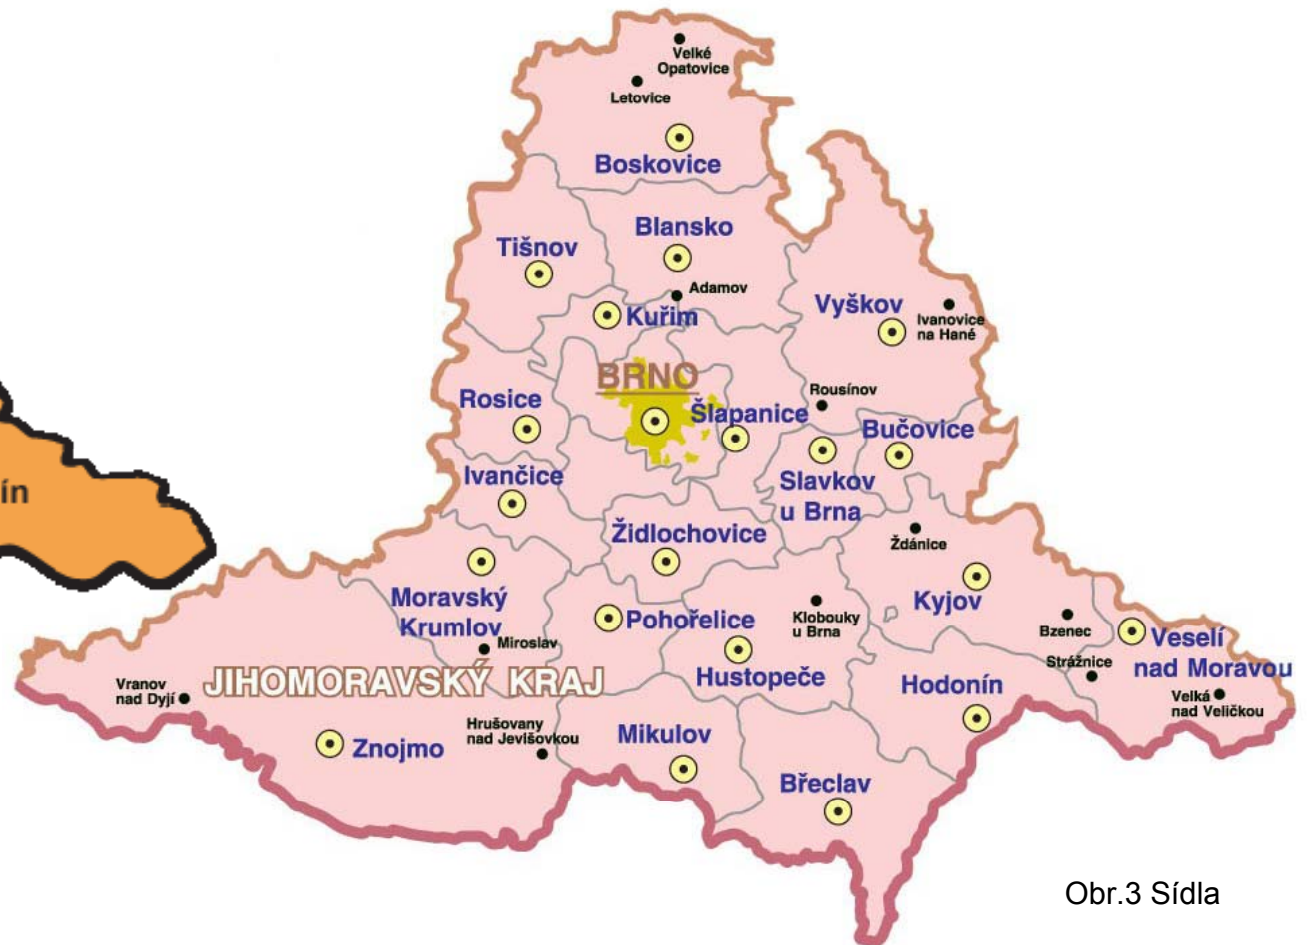 Velké
Opatovice
Letovice
Boskovice
Blansko
Tišnov
Adamov
Kuřim
Vyškov
Ivanovice
na Hané
BRNO
Rosice
Rousínov
Šlapanice
Bučovice
Ivančice
Slavkov
u Brna
ín
Židlochovice
Ždánice
Moravský
Krumlov
Kyjov
Klobouky
u Brna
Pohořelice
Bzenec
Veselí
nad Moravou
Miroslav
Strážnice
Hustopeče
Hodonín
Vranov
nad Dyjí
JIHOMORAVSKÝ KRAJ
Velká
nad Veličkou
Hrušovany
nad Jevišovkou
Znojmo
Mikulov
Břeclav
Obr.3 Sídla